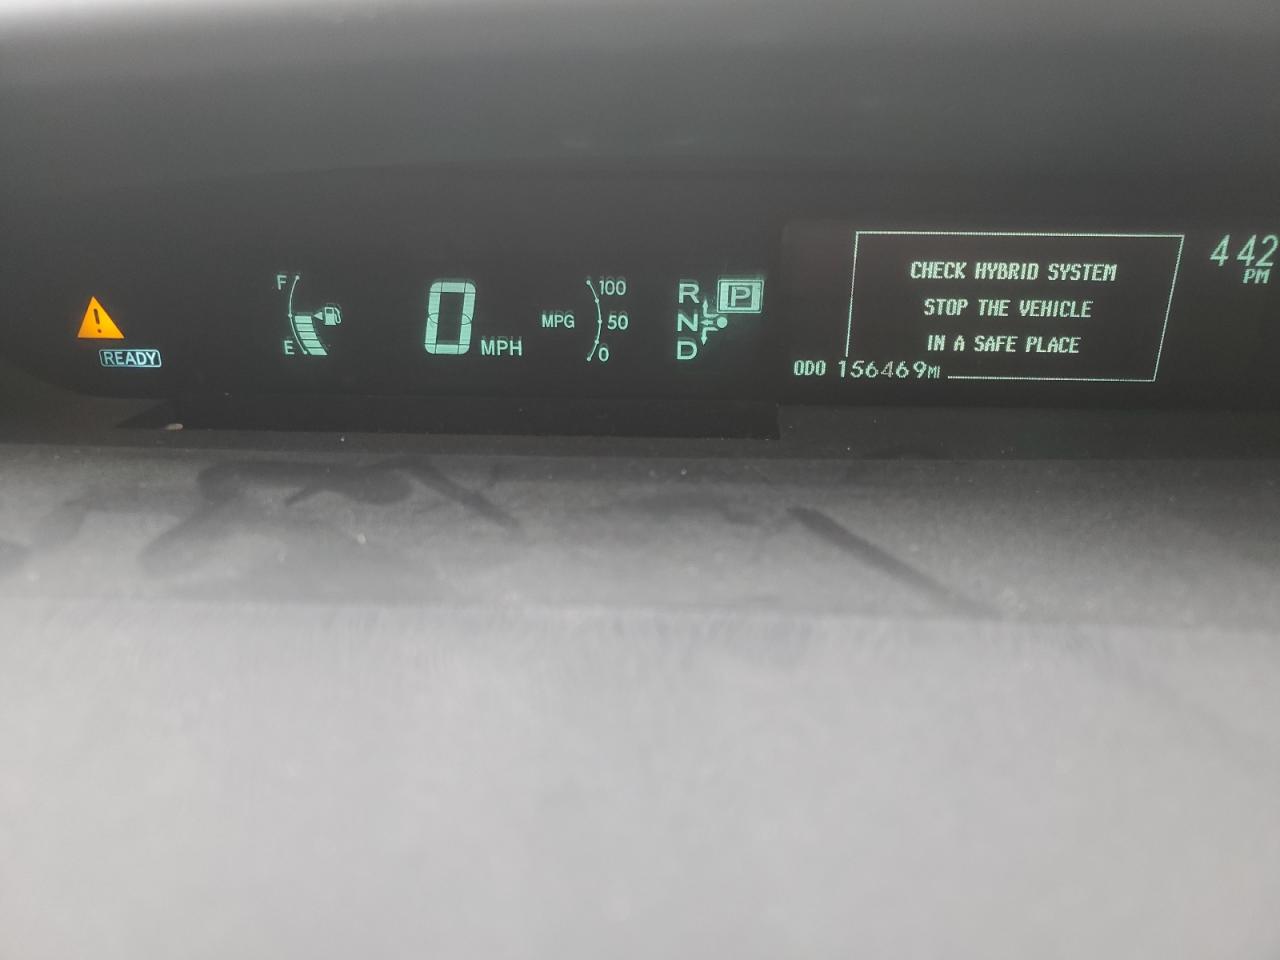 READY
F
E
0 MPH
MPG
100
50
0
R
N
D
P
CHECK HYBRID SYSTEM
STOP THE VEHICLE
IN A SAFE PLACE
ODO 156469MI
4 42
PM